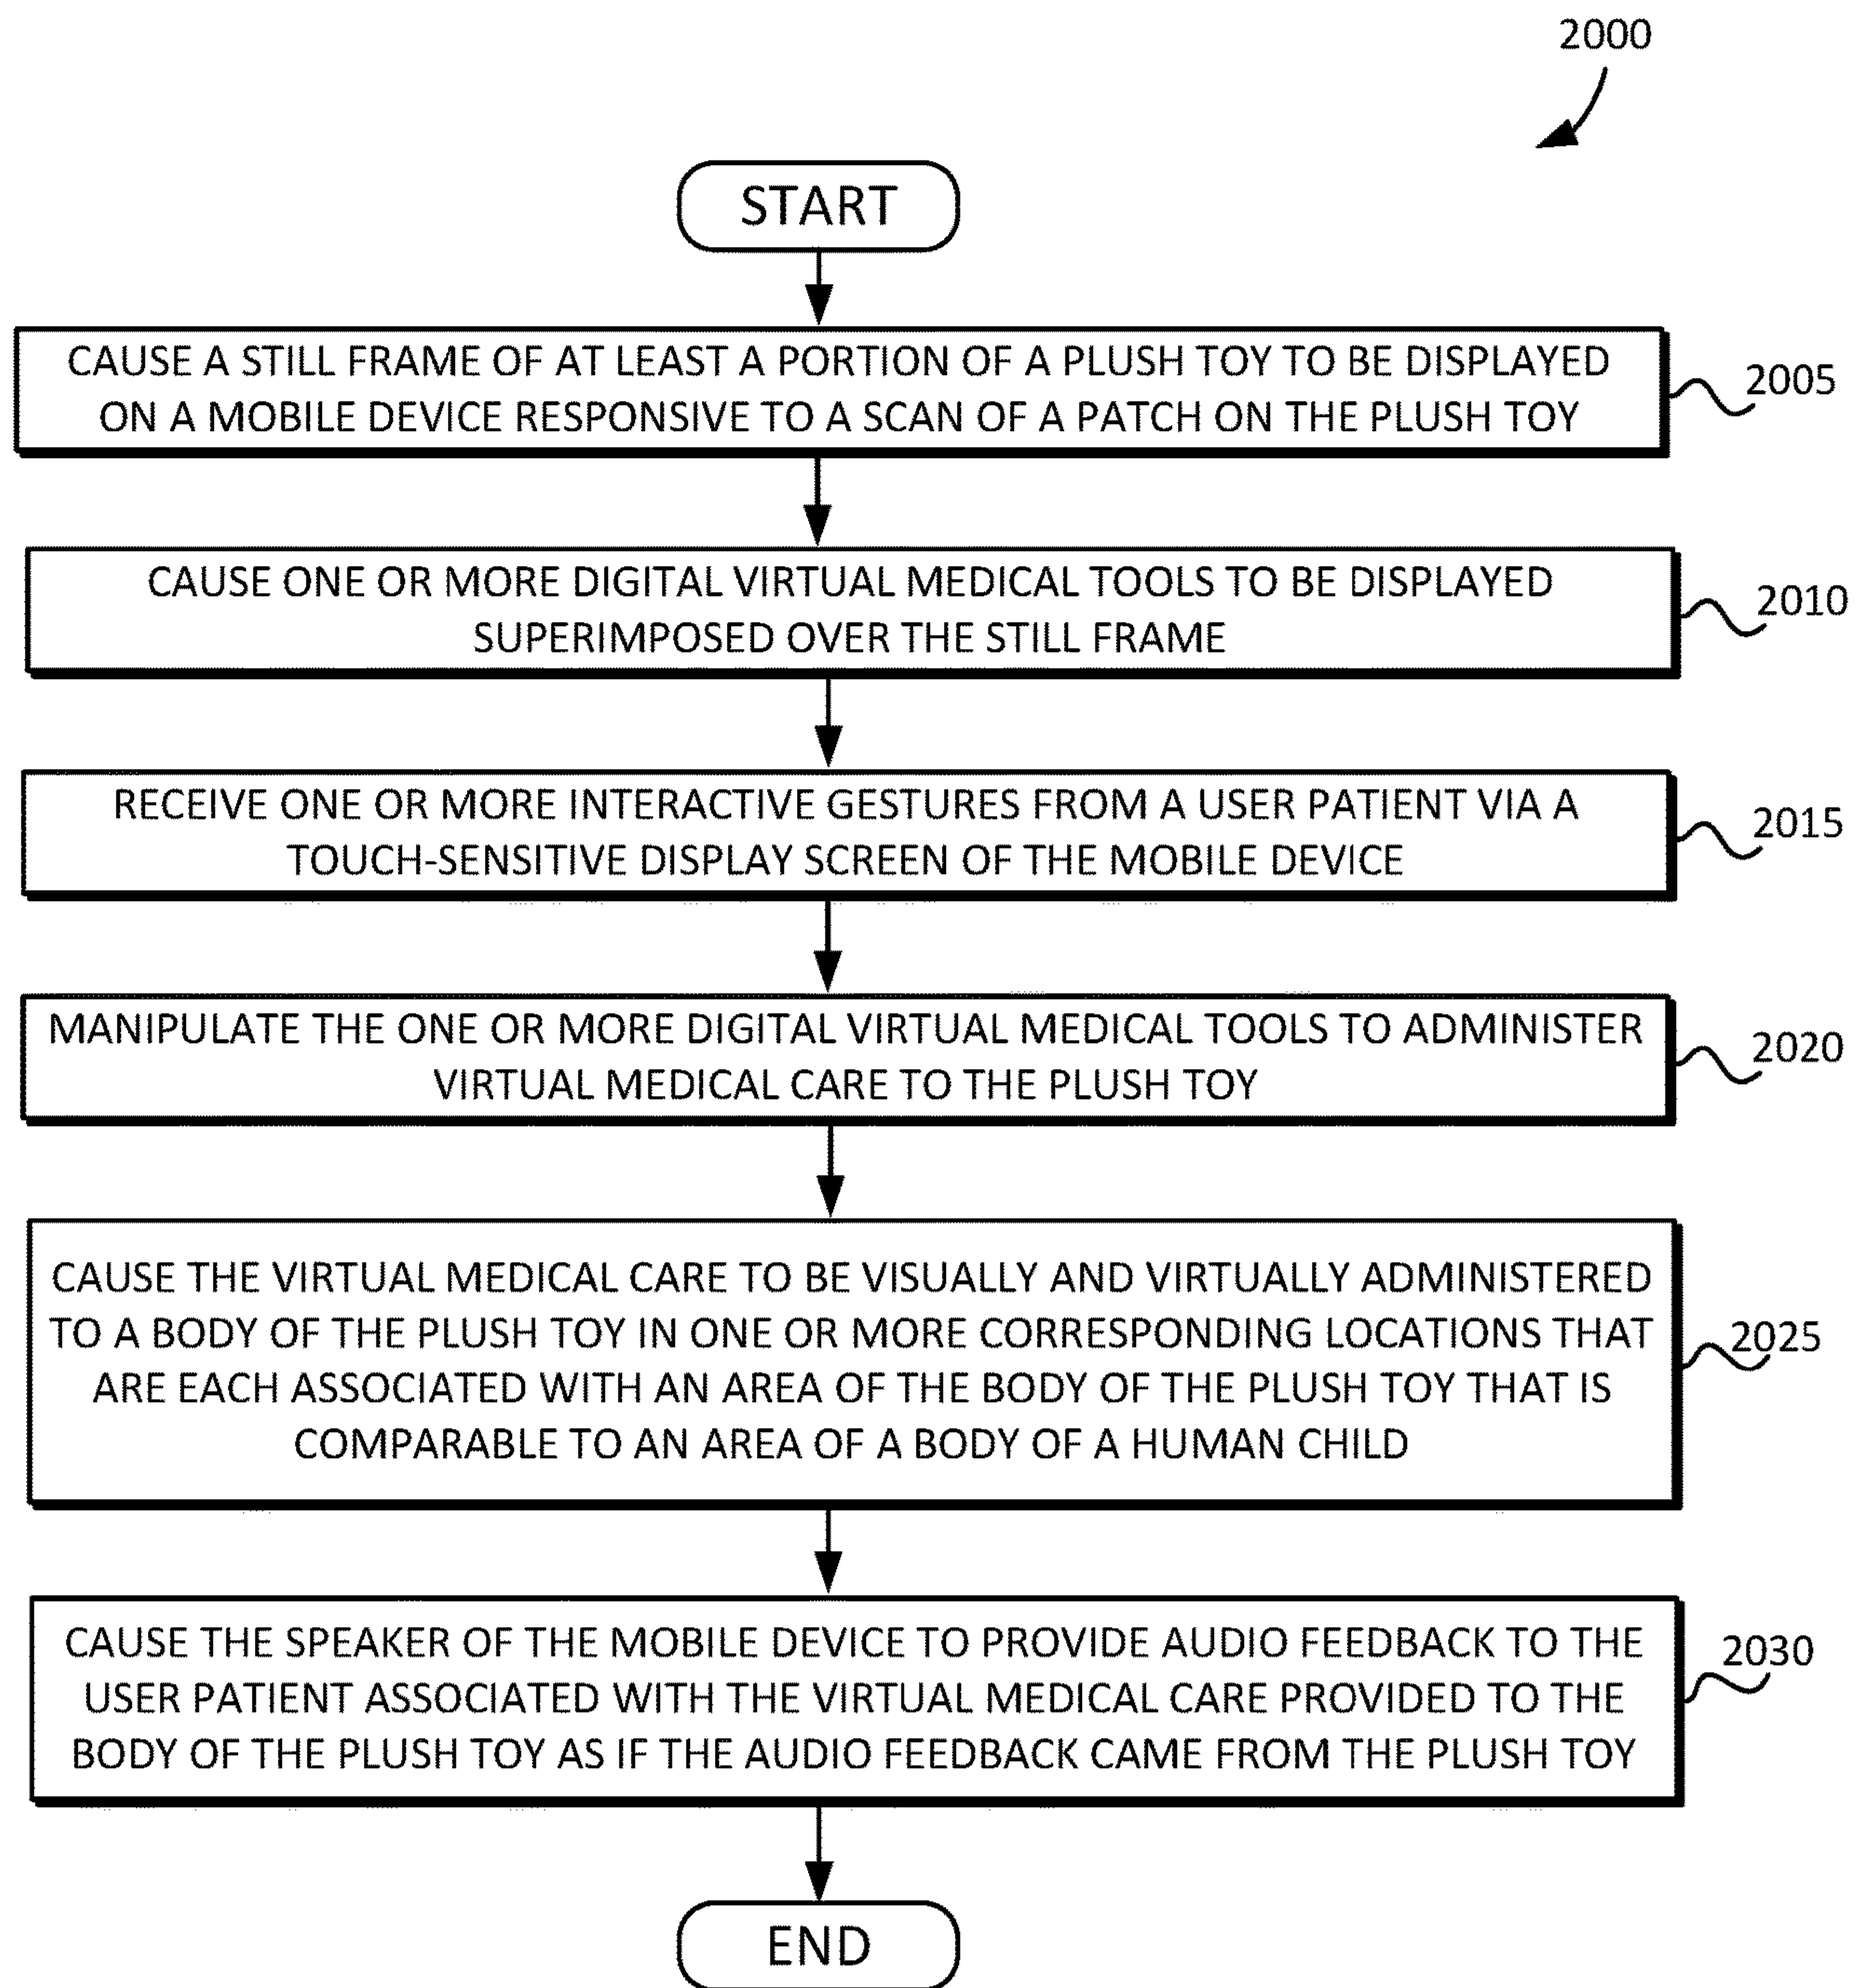 2000
START
CAUSE A STILL FRAME OF AT LEAST A PORTION OF A PLUSH TOY TO BE DISPLAYED
ON A MOBILE DEVICE RESPONSIVE TO A SCAN OF A PATCH ON THE PLUSH TOY
2005
CAUSE ONE OR MORE DIGITAL VIRTUAL MEDICAL TOOLS TO BE DISPLAYED
SUPERIMPOSED OVER THE STILL FRAME
2010
RECEIVE ONE OR MORE INTERACTIVE GESTURES FROM A USER PATIENT VIA A
TOUCH-SENSITIVE DISPLAY SCREEN OF THE MOBILE DEVICE
2015
MANIPULATE THE ONE OR MORE DIGITAL VIRTUAL MEDICAL TOOLS TO ADMINISTER
VIRTUAL MEDICAL CARE TO THE PLUSH TOY
2020
CAUSE THE VIRTUAL MEDICAL CARE TO BE VISUALLY AND VIRTUALLY ADMINISTERED
TO A BODY OF THE PLUSH TOY IN ONE OR MORE CORRESPONDING LOCATIONS THAT
ARE EACH ASSOCIATED WITH AN AREA OF THE BODY OF THE PLUSH TOY THAT IS
COMPARABLE TO AN AREA OF A BODY OF A HUMAN CHILD
2025
CAUSE THE SPEAKER OF THE MOBILE DEVICE TO PROVIDE AUDIO FEEDBACK TO THE
USER PATIENT ASSOCIATED WITH THE VIRTUAL MEDICAL CARE PROVIDED TO THE
BODY OF THE PLUSH TOY AS IF THE AUDIO FEEDBACK CAME FROM THE PLUSH TOY
2030
END